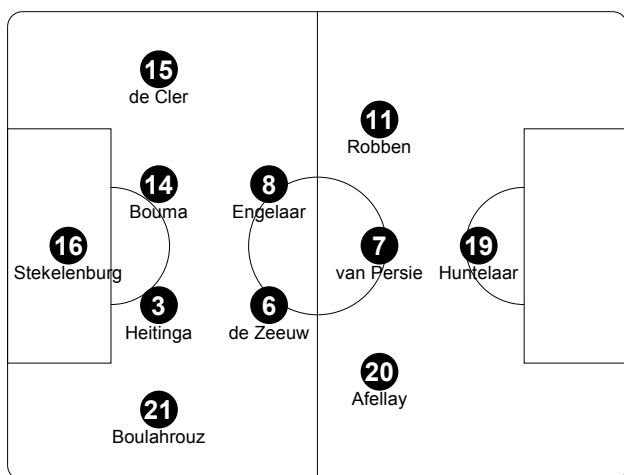 15
de Cler
11
Robben
14
Bouma
8
Engelaar
16
Stekelenburg
7
van Persie
19
Huntelaar
3
Heitinga
6
de Zeeuw
20
Afellay
21
Boulahrouz